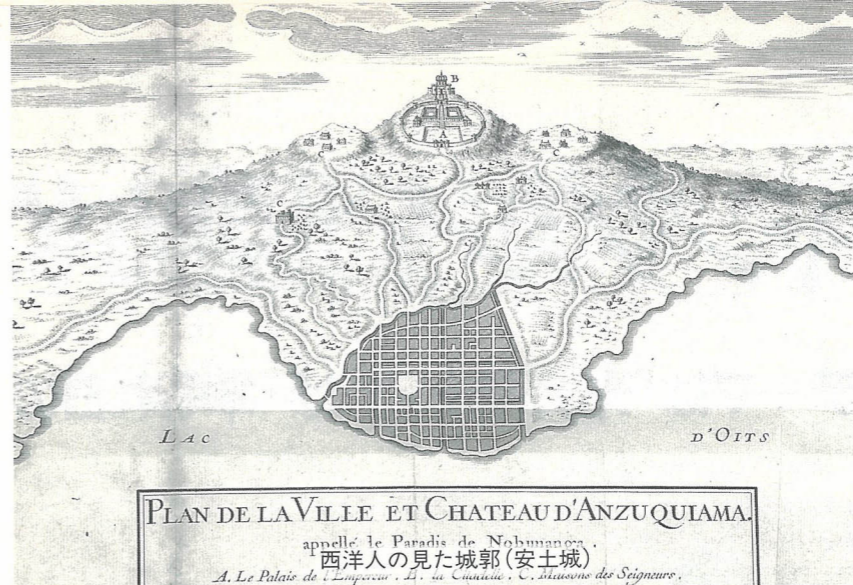 B
A
C
C
C
LAC D'OITS
PLAN DE LA VILLE ET CHATEAU D'ANZUQUIAMA.
appellé le Paradis de Nobunanga.
西洋人の見た城郭(安土城)
A. Le Palais de l'Empereur. B. la Citadelle. C. Maisons des Seigneurs.